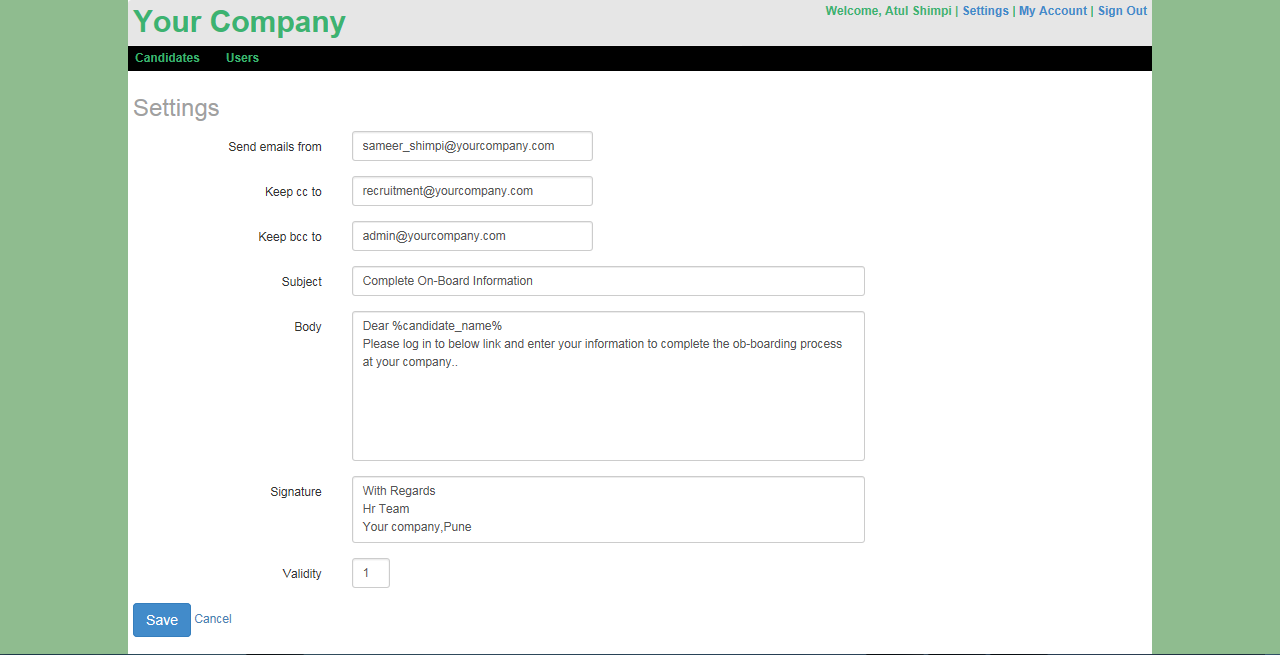 Your Company
Welcome, Atul Shimpi | Settings | My Account | Sign Out
Candidates Users
Settings
Send emails from sameer_shimpi@yourcompany.com
Keep cc to recruitment@yourcompany.com
Keep bcc to admin@yourcompany.com
Subject Complete On-Board Information
Body Dear %candidate_name%
Please log in to below link and enter your information to complete the ob-boarding process
at your company..
Signature With Regards
Hr Team
Your company,Pune
Validity 1
Save Cancel